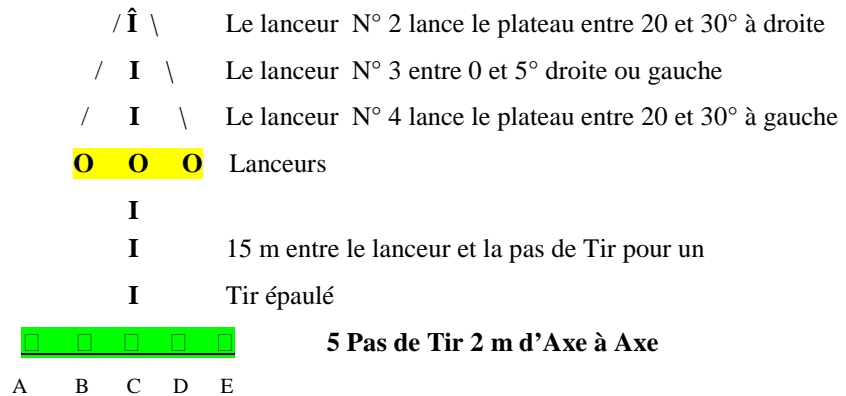 / Î \ Le lanceur N° 2 lance le plateau entre 20 et 30° à droite
/ I \ Le lanceur N° 3 entre 0 et 5° droite ou gauche
/ I \ Le lanceur N° 4 lance le plateau entre 20 et 30° à gauche
O O O Lanceurs
I
I 15 m entre le lanceur et la pas de Tir pour un
I Tir épaulé
□ □ □ □ □ 5 Pas de Tir 2 m d’Axe à Axe
A B C D E